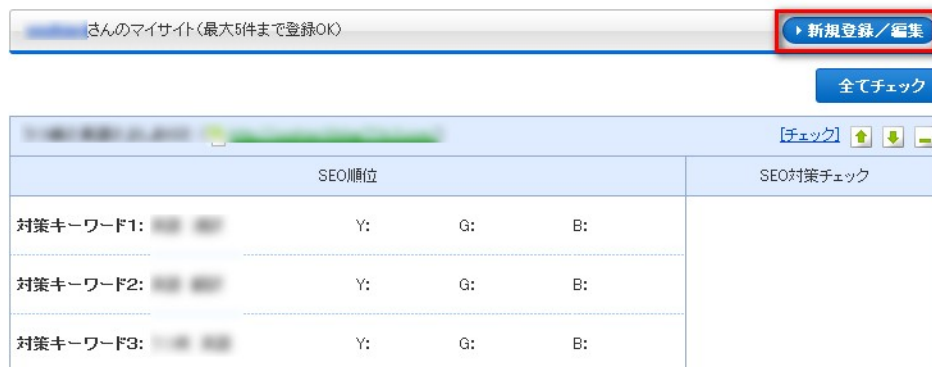 さんのマイサイト(最大5件まで登録OK)
新規登録/編集
全てチェック
[チェック]
SEO順位 SEO対策チェック
対策キーワード1: Y: G: B:
対策キーワード2: Y: G: B:
対策キーワード3: Y: G: B: